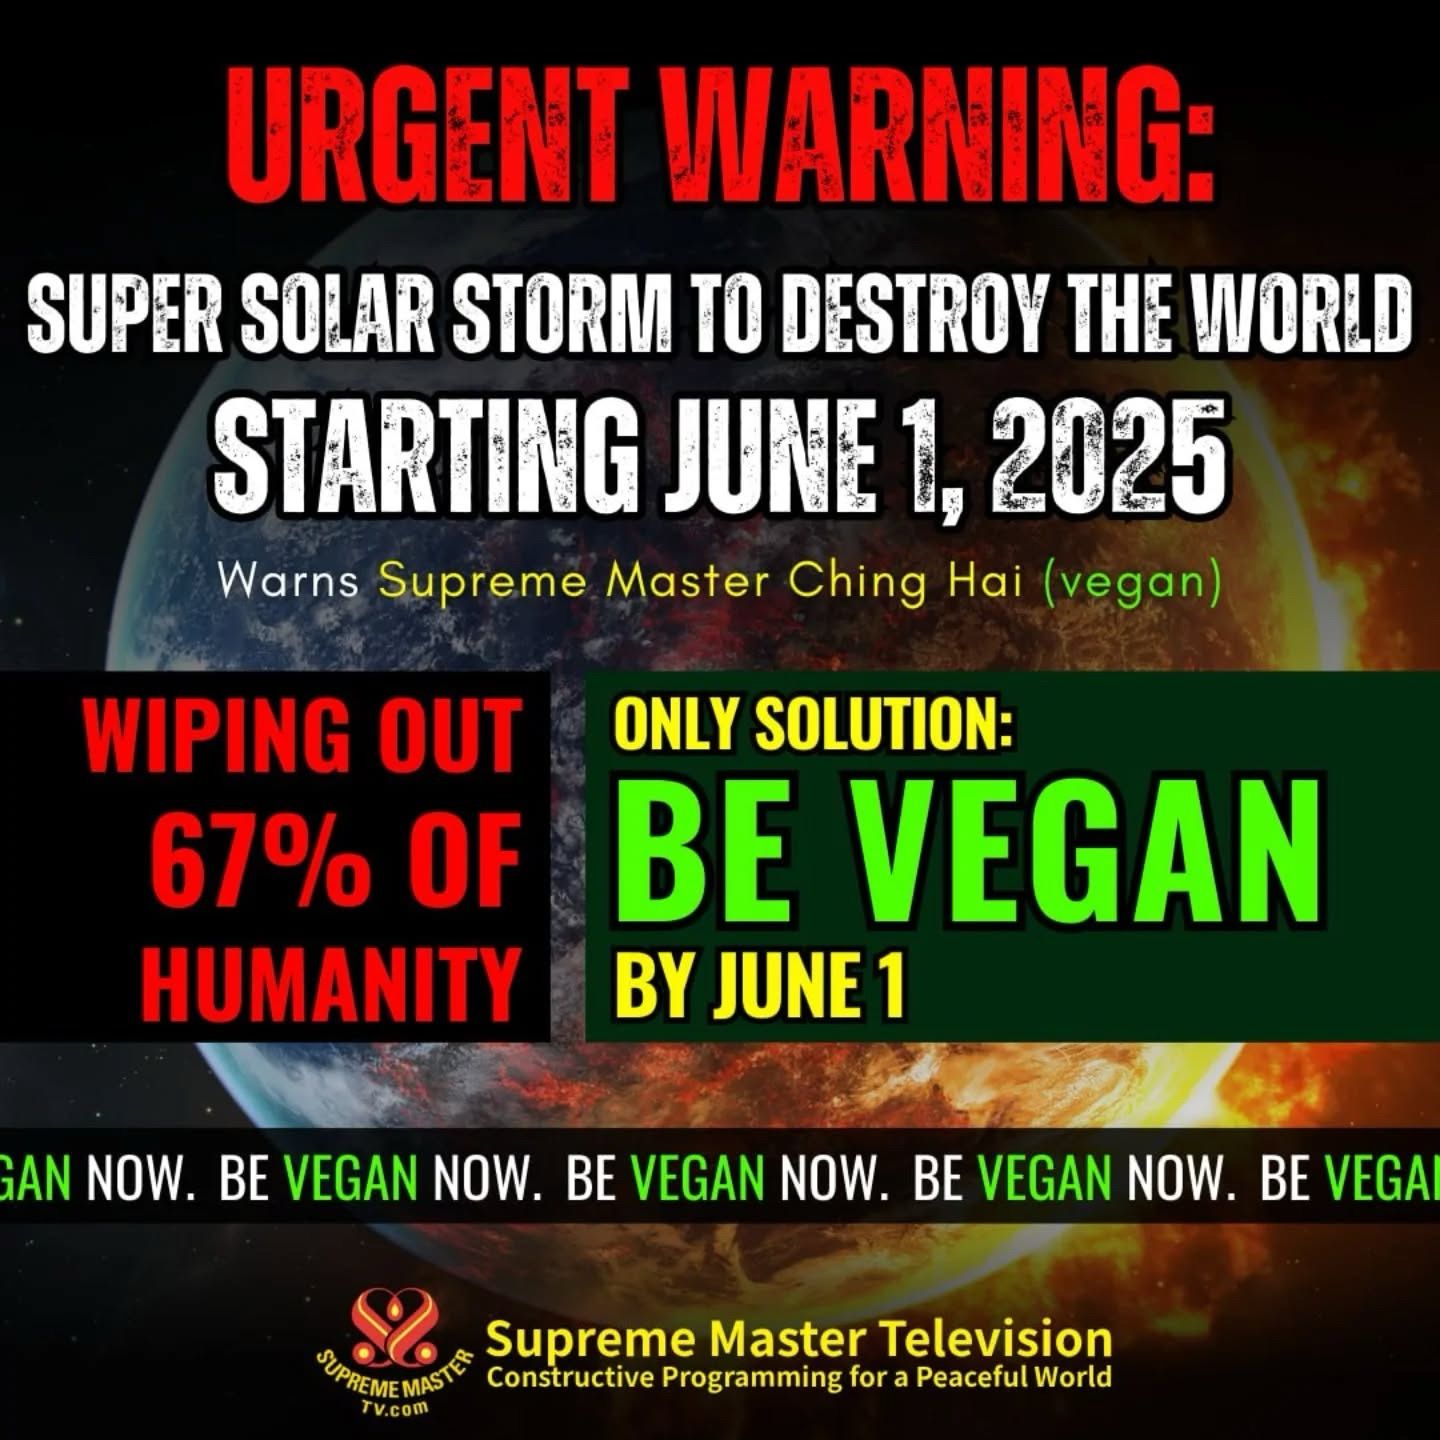 URGENT WARNING:
SUPER SOLAR STORM TO DESTROY THE WORLD
STARTING JUNE 1, 2025
Warns Supreme Master Ching Hai (vegan)
WIPING OUT
67% OF
HUMANITY
ONLY SOLUTION:
BE VEGAN
BY JUNE 1
GAN NOW. BE VEGAN NOW. BE VEGAN NOW. BE VEGAN NOW. BE VEGA
SUPREME MASTER
TV.com
Supreme Master Television
Constructive Programming for a Peaceful World